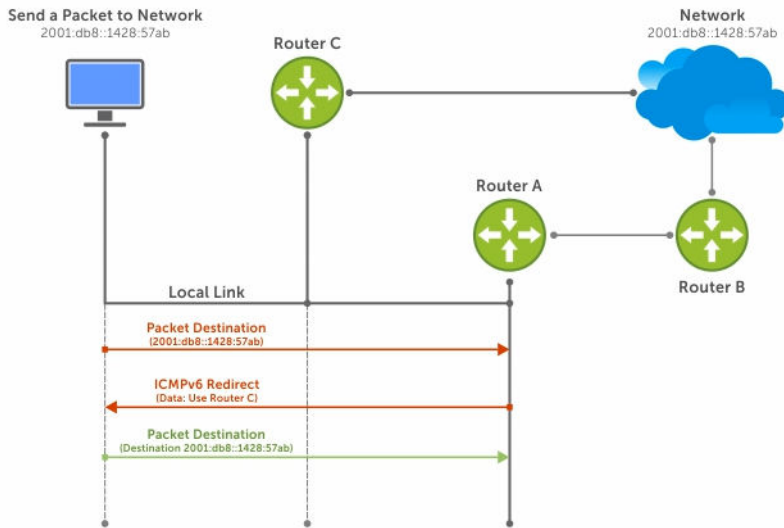 Send a Packet to Network
2001:db8::1428:57ab
Router C
Network
2001:db8::1428:57ab
Router A
Router B
Local Link
Packet Destination
(2001:db8::1428:57ab)
ICMPv6 Redirect
(Data: Use Router C)
Packet Destination
(Destination 2001:db8::1428:57ab)